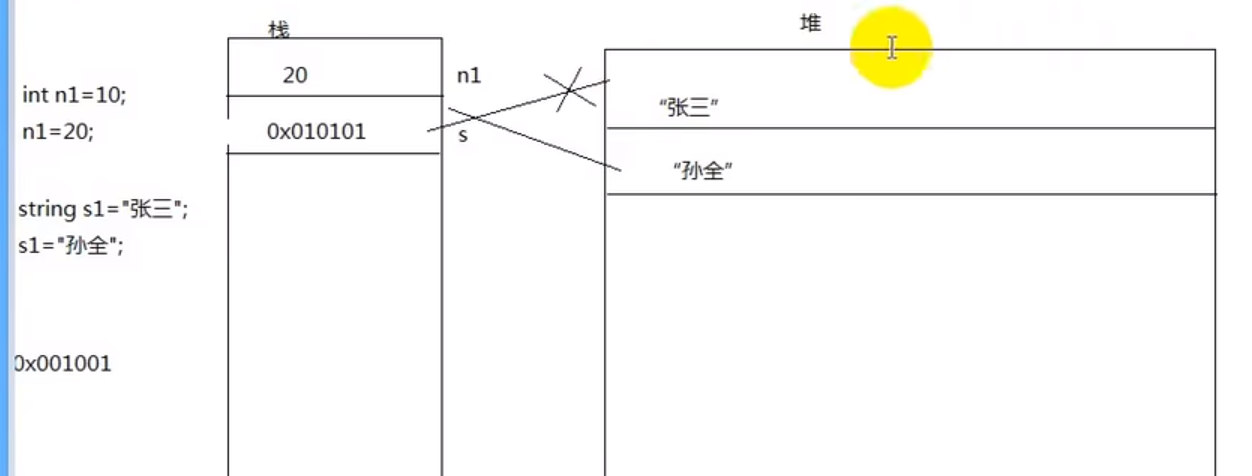 栈
堆
20
n1
int n1=10;
“张三”
n1=20;
0x010101
s
“孙全”
string s1="张三";
s1="孙全";
0x001001